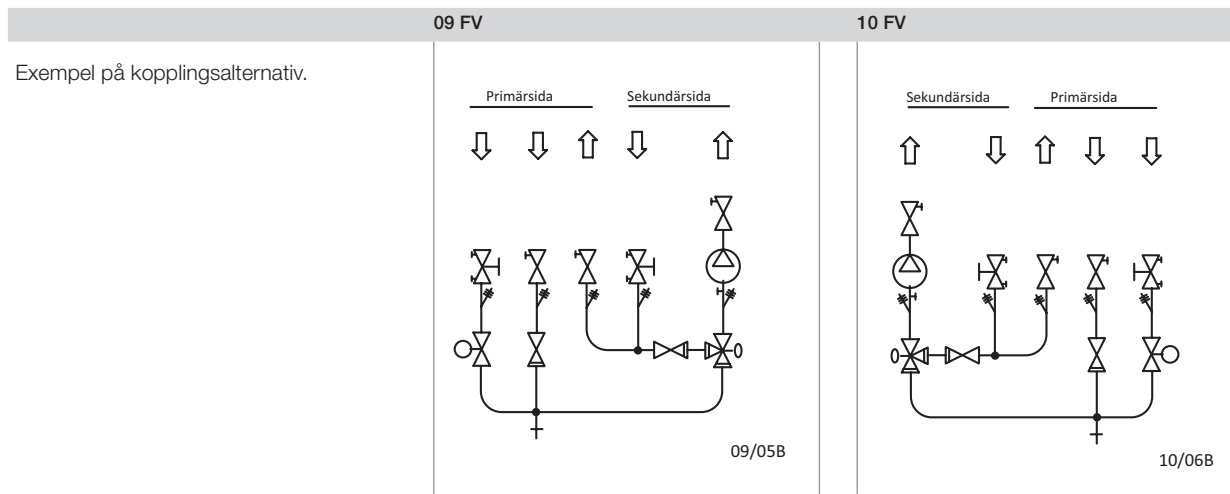 09 FV
10 FV
Exempel på kopplingsalternativ.
Primärsida Sekundärsida
Sekundärsida Primärsida
09/05B
10/06B